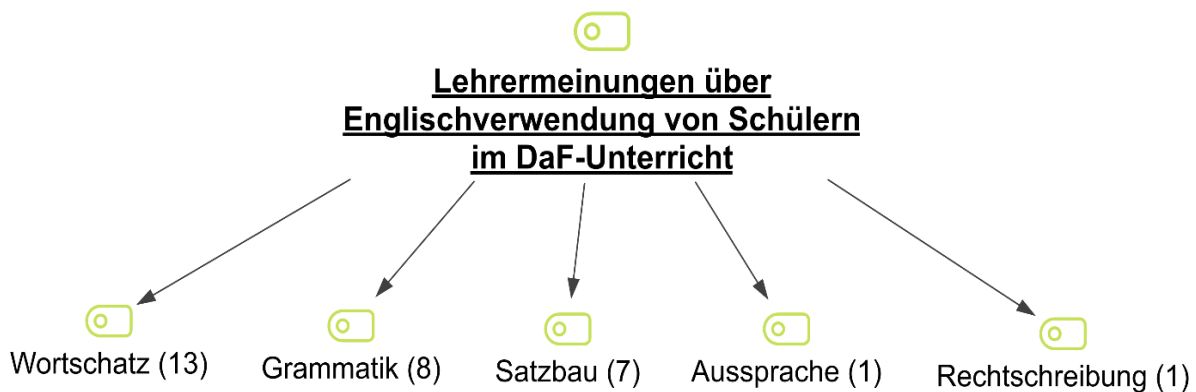 Lehrermeinungen über
Englischverwendung von Schülern
im DaF-Unterricht
Wortschatz (13)
Grammatik (8)
Satzbau (7)
Aussprache (1)
Rechtschreibung (1)